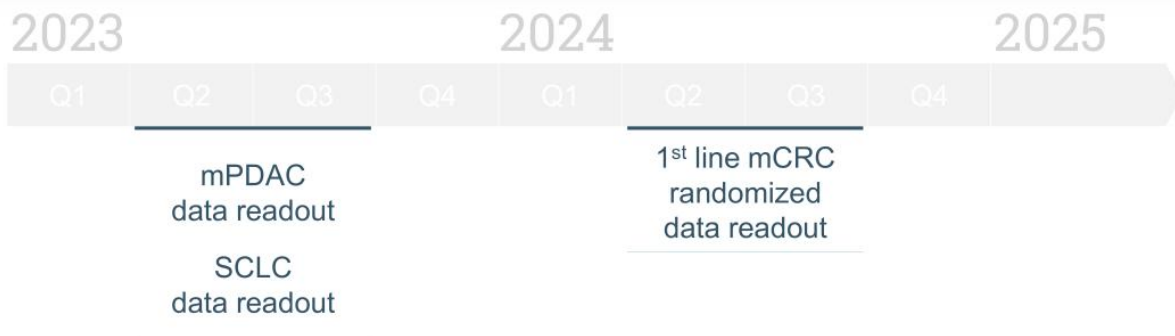 2023 2024 2025
Q1 Q2 Q3 Q4 Q1 Q2 Q3 Q4
mPDAC
data readout
SCLC
data readout
1st line mCRC
randomized
data readout